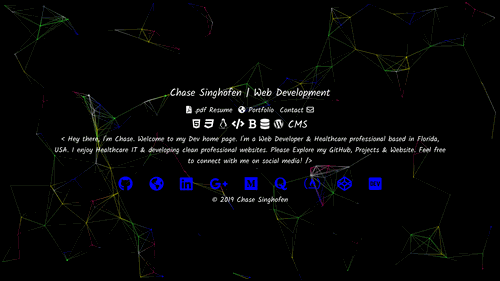 Chase Singhofen | Web Development
.pdf Resume Portfolio Contact
CMS
< Hey there, I'm Chase. Welcome to my Dev home page. I'm a Web Developer & Healthcare professional based in Florida,
USA. I enjoy Healthcare IT & developing clean professional websites. Please Explore my GitHub, Projects & Website. Feel free
to connect with me on social media! />
© 2019 Chase Singhofen